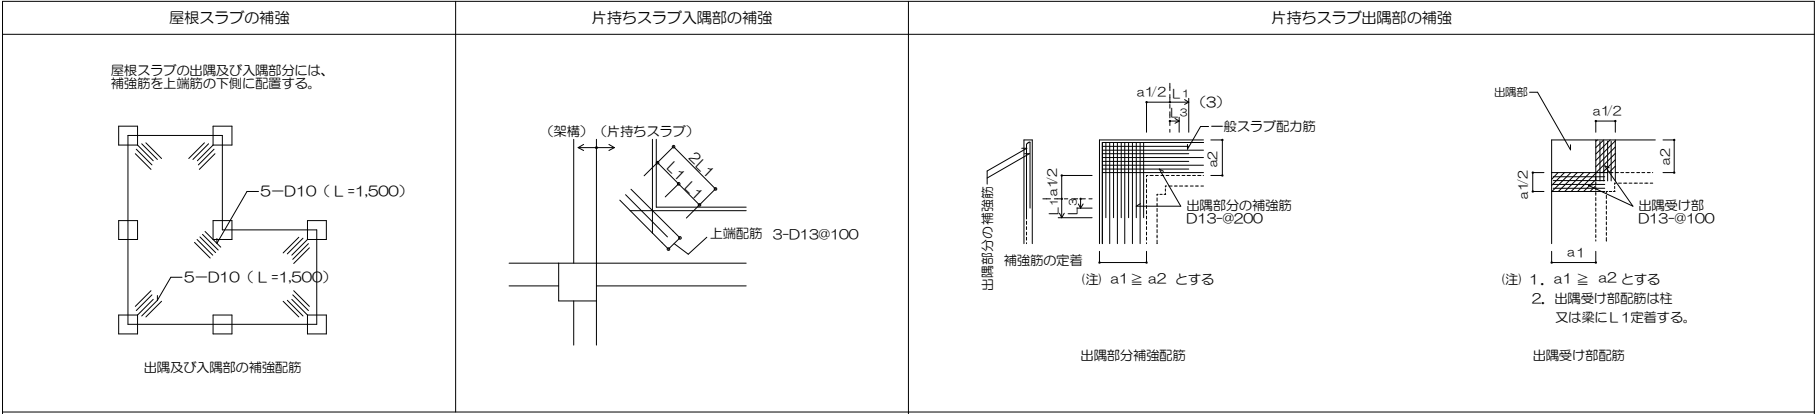 屋根スラブの補強
屋根スラブの出隅及び入隅部分には、
補強筋を上端筋の下側に配置する。
5－D10（Ｌ=1,500）
5－D10（Ｌ=1,500）
出隅及び入隅部の補強配筋
片持ちスラブ入隅部の補強
（架構）（片持ちスラブ）
2L1
L1
L1
上端配筋 3-D13@100
片持ちスラブ出隅部の補強
出隅部分の補強筋
補強筋の定着
a1/2
L1
（3）
L3
一般スラブ配力筋
a2
a1/2
L1
L3
出隅部分の補強筋
D13-@200
（注） a1≧a2 とする
出隅部分補強配筋
出隅部
a1/2
a2
a1/2
出隅受け部
D13-@100
a1
（注） 1. a1≧ a2とする
2. 出隅受け部配筋は柱
又は梁にL1定着する。
出隅受け部配筋